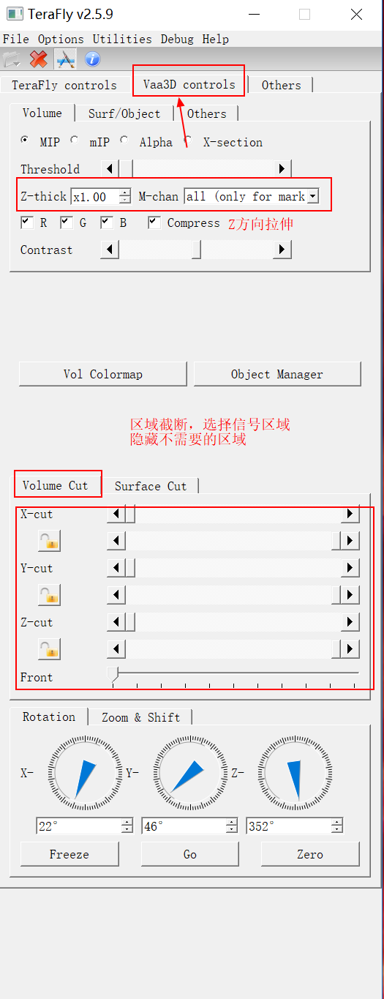 TeraFly v2.5.9
File Options Utilities Debug Help
TeraFly controls Vaa3D controls Others
Volume Surf/Object Others
MIP mIP Alpha X-section
Threshold
Z-thick x1.00 M-chan all (only for mark
R G B Compress Z方向拉伸
Contrast
Vol Colormap Object Manager
区域截断，选择信号区域
隐藏不需要的区域
Volume Cut Surface Cut
X-cut
Y-cut
Z-cut
Front
Rotation Zoom & Shift
X- Y- Z-
22° 46° 352°
Freeze Go Zero